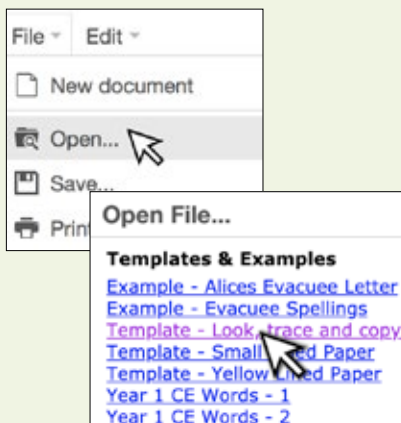 File Edit
New document
Open...
Save...
Print
Open File...
Templates & Examples
Example - Alices Evacuee Letter
Example - Evacuee Spellings
Template - Look, trace and copy
Template - Small Paper
Template - Yellow Lined Paper
Year 1 CE Words - 1
Year 1 CE Words - 2